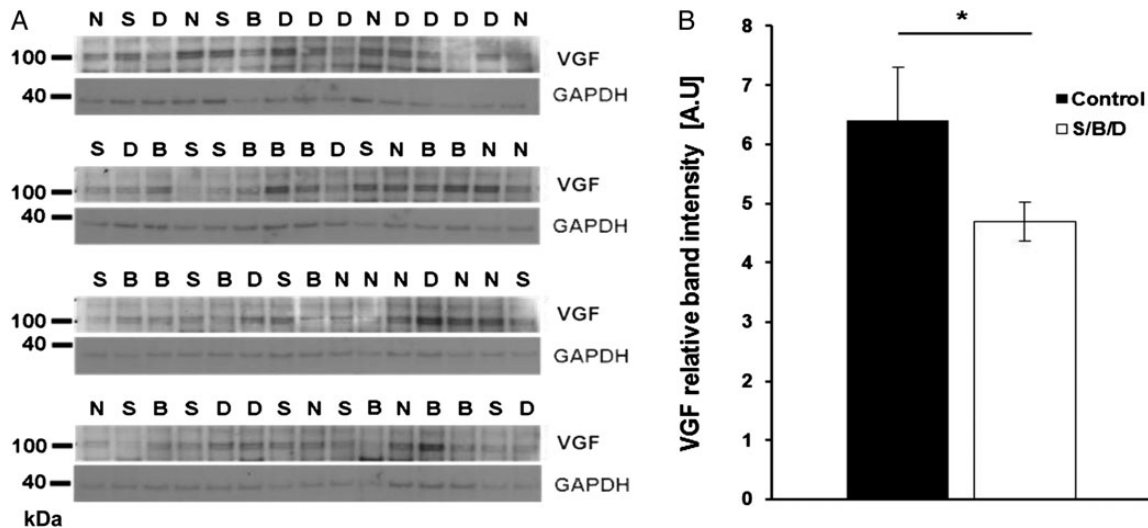 A
N S D N S B D D D N D D D D N
100
VGF
40
GAPDH
S D B S S B B B D S N B B N N
100
VGF
40
GAPDH
S B B S B D S B N N N D N N S
100
VGF
40
GAPDH
N S B S D D S N S B N B B S D
100
VGF
40
GAPDH
kDa
B
*
8
7
6
5
4
3
2
1
0
VGF relative band intensity [A.U]
Control
S/B/D